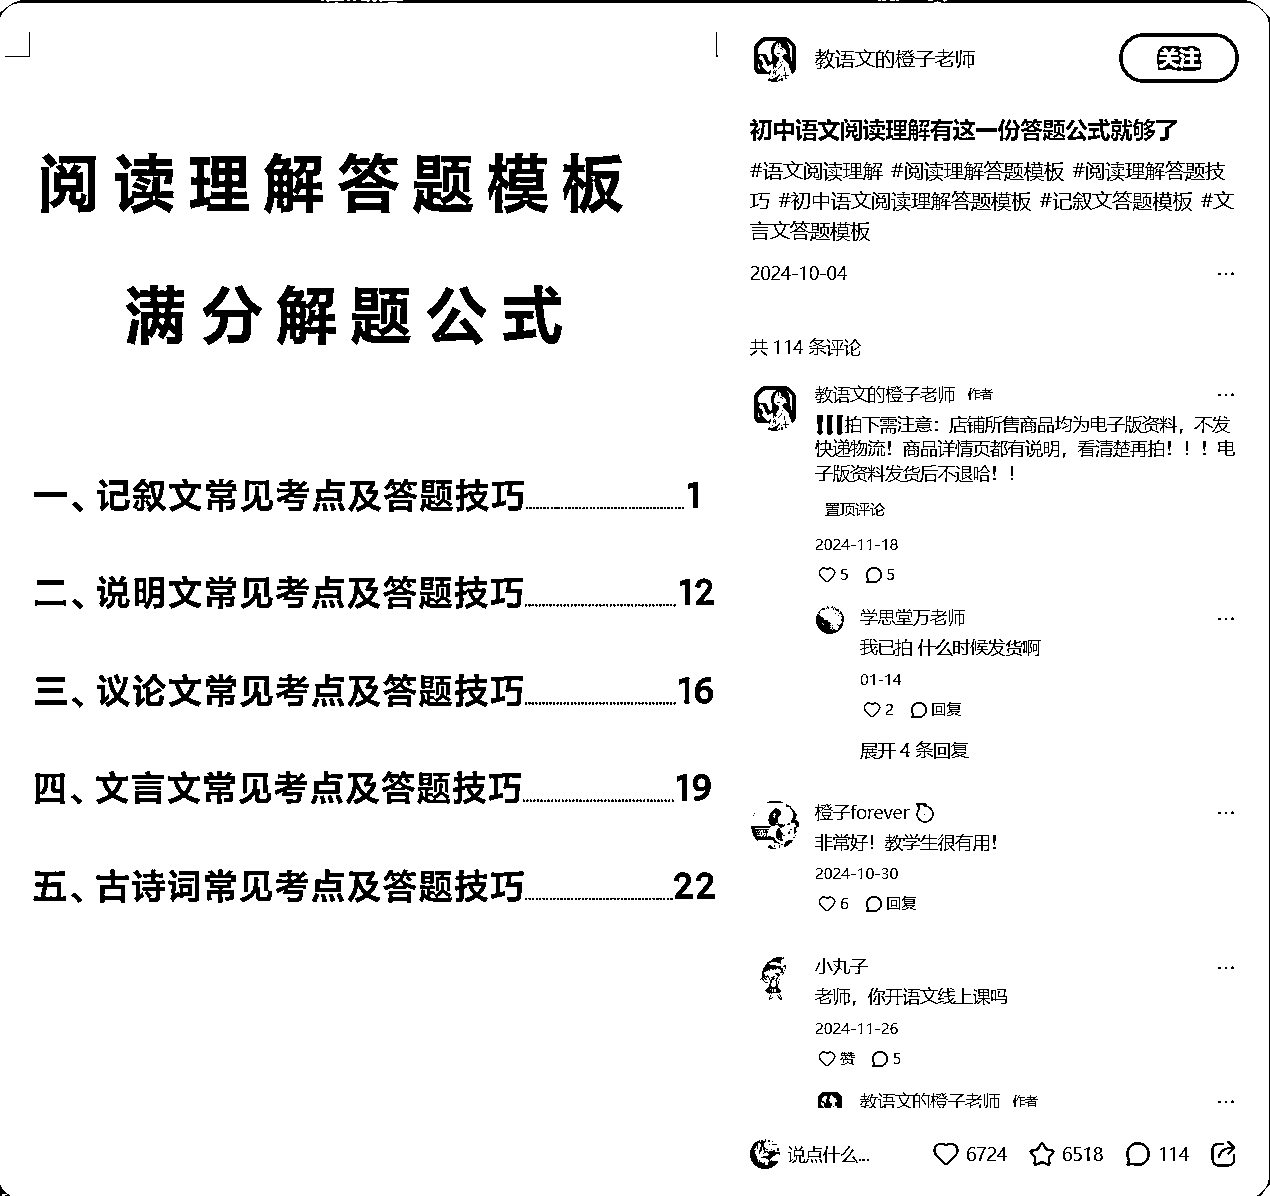 阅读理解答题模板
满分解题公式
一、记叙文常见考点及答题技巧 1
二、说明文常见考点及答题技巧 12
三、议论文常见考点及答题技巧 16
四、文言文常见考点及答题技巧 19
五、古诗词常见考点及答题技巧 22
教语文的橙子老师
关注
初中语文阅读理解有这一份答题公式就够了
#语文阅读理解 #阅读理解答题模板 #阅读理解答题技
巧 #初中语文阅读理解答题模板 #记叙文答题模板 #文
言文答题模板
2024-10-04
共 114 条评论
教语文的橙子老师 作者
拍下需注意：店铺所售商品均为电子版资料，不发
快递物流！商品详情页都有说明，看清楚再拍！！！电
子版资料发货后不退哈！！
置顶评论
2024-11-18
5 5
学思堂万老师
我已拍 什么时候发货啊
01-14
2 回复
展开 4 条回复
橙子forever
非常好！教学生很有用！
2024-10-30
6 回复
小丸子
老师，你开语文线上课吗
2024-11-26
赞 5
教语文的橙子老师 作者
说点什么... 6724 6518 114